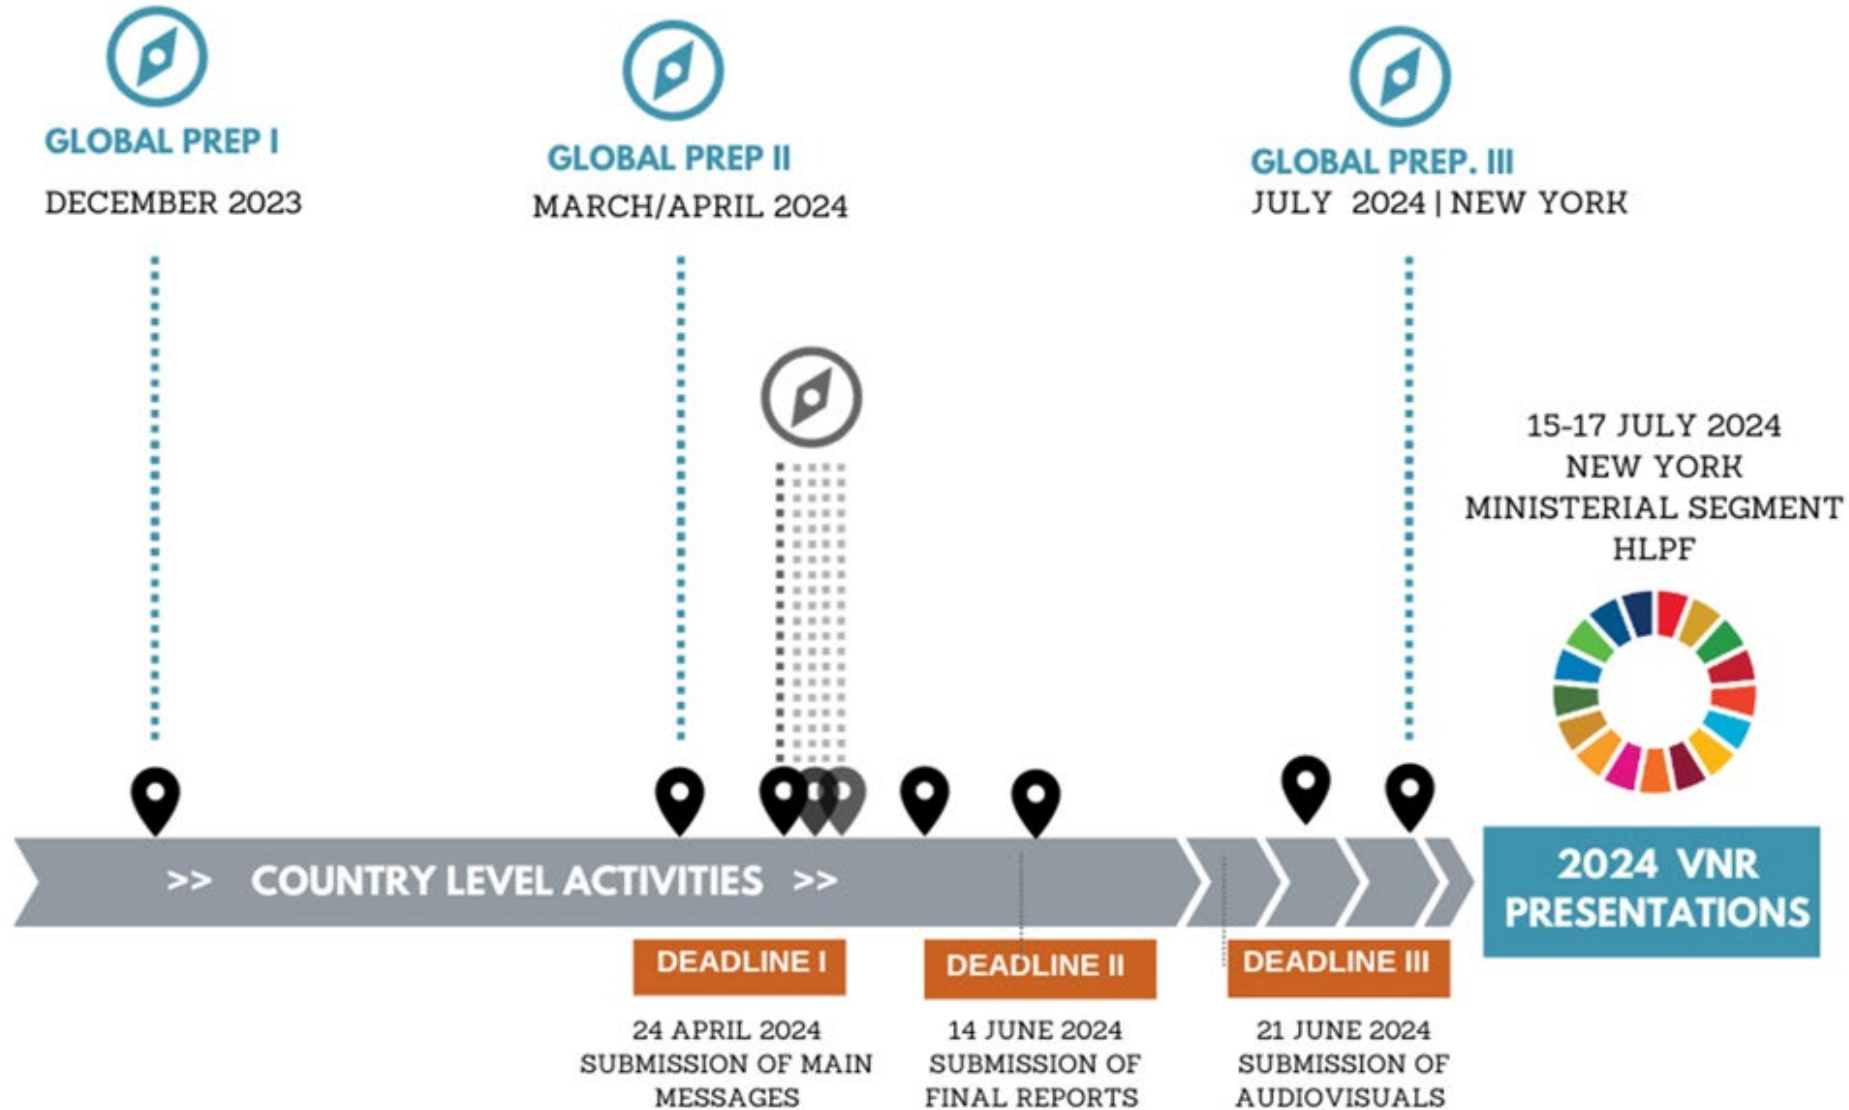 GLOBAL PREP I
DECEMBER 2023
GLOBAL PREP II
MARCH/APRIL 2024
GLOBAL PREP. III
JULY 2024 | NEW YORK
15-17 JULY 2024
NEW YORK
MINISTERIAL SEGMENT
HLPF
>> COUNTRY LEVEL ACTIVITIES >>
2024 VNR
PRESENTATIONS
DEADLINE I
24 APRIL 2024
SUBMISSION OF MAIN
MESSAGES
DEADLINE II
14 JUNE 2024
SUBMISSION OF
FINAL REPORTS
DEADLINE III
21 JUNE 2024
SUBMISSION OF
AUDIOVISUALS